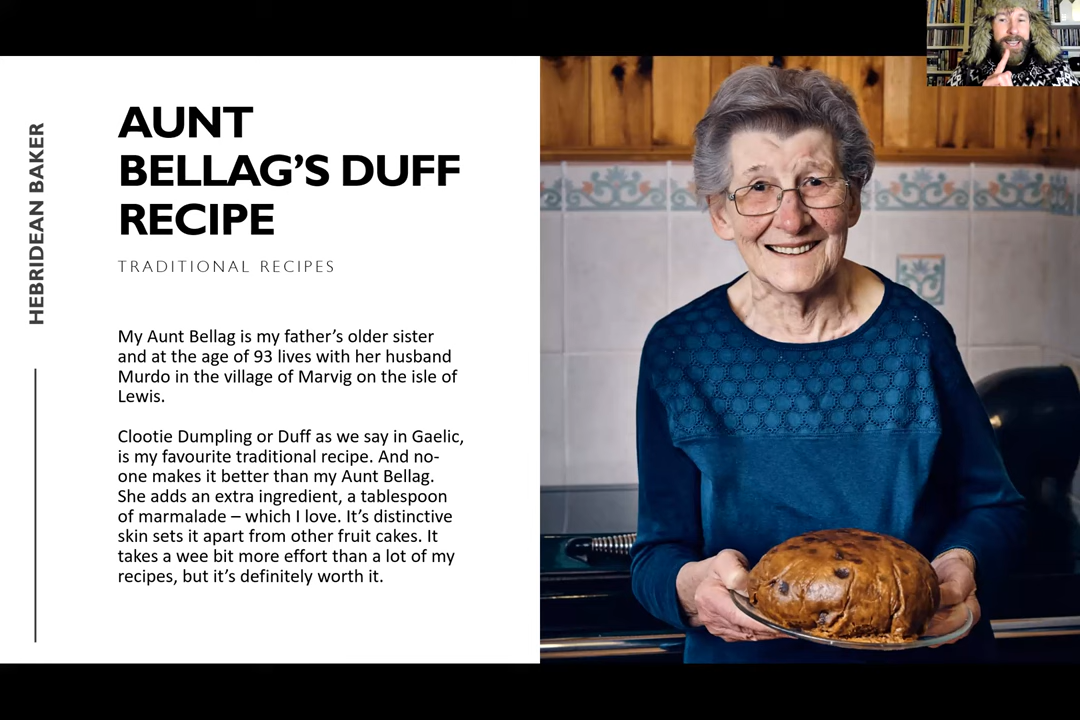 HEBRIDEAN BAKER
AUNT
BELLAG’S DUFF
RECIPE
TRADITIONAL RECIPES
My Aunt Bellag is my father’s older sister
and at the age of 93 lives with her husband
Murdo in the village of Marvig on the isle of
Lewis.
Clootie Dumpling or Duff as we say in Gaelic,
is my favourite traditional recipe. And no-
one makes it better than my Aunt Bellag.
She adds an extra ingredient, a tablespoon
of marmalade – which I love. It’s distinctive
skin sets it apart from other fruit cakes. It
takes a wee bit more effort than a lot of my
recipes, but it’s definitely worth it.